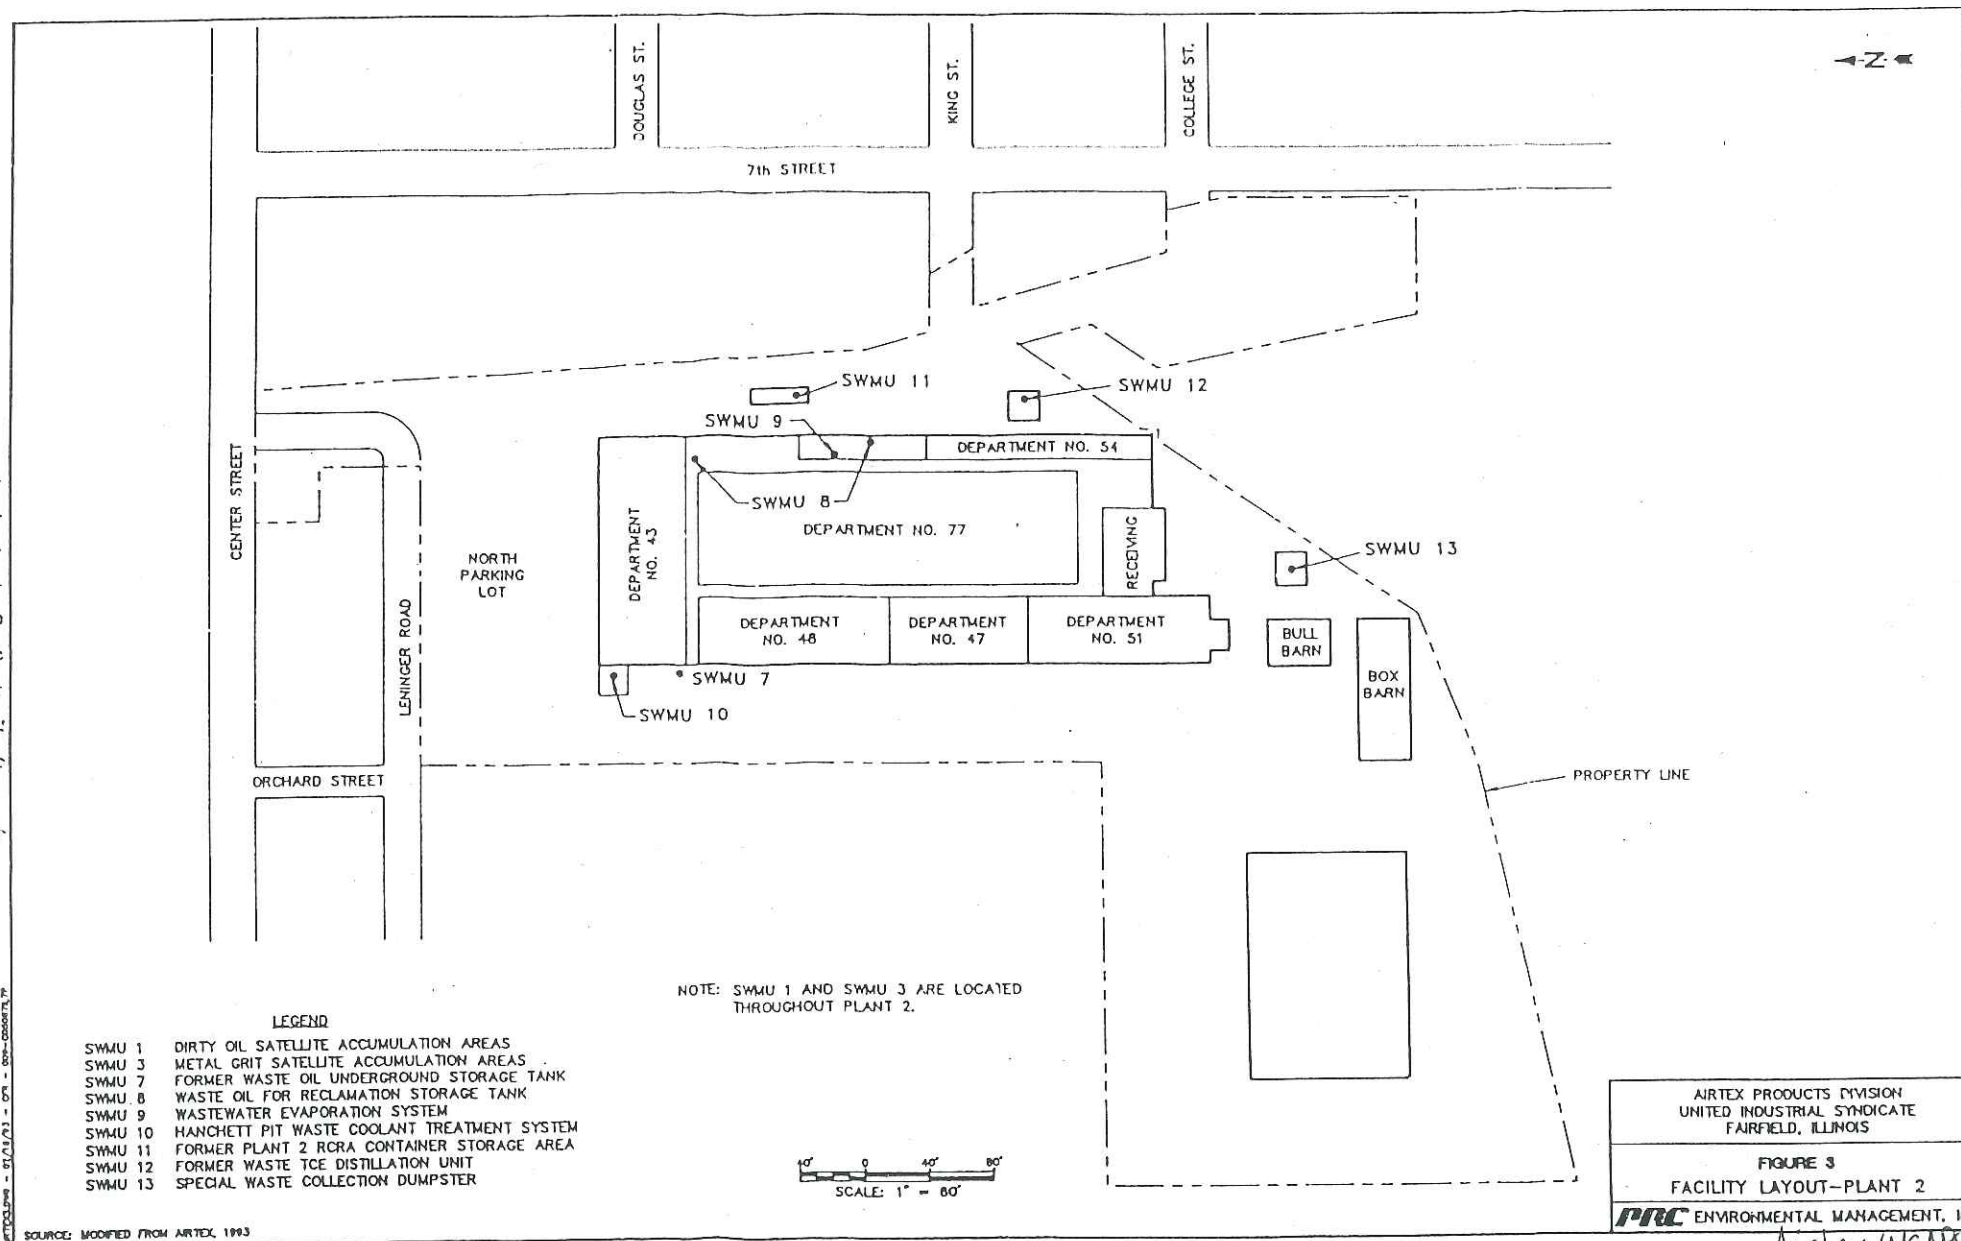 DOUGLAS ST.
KING ST.
COLLEGE ST.
N
7th STREET
SWMU 11
SWMU 12
SWMU 9
DEPARTMENT NO. 54
CENTER STREET
SWMU 8
DEPARTMENT
NO. 43
DEPARTMENT NO. 77
RECEIVING
SWMU 13
NORTH
PARKING
LOT
LENINGER ROAD
DEPARTMENT
NO. 48
DEPARTMENT
NO. 47
DEPARTMENT
NO. 51
BULL
BARN
BOX
BARN
SWMU 7
SWMU 10
ORCHARD STREET
PROPERTY LINE
NOTE: SWMU 1 AND SWMU 3 ARE LOCATED
THROUGHOUT PLANT 2.
LEGEND
SWMU 1 DIRTY OIL SATELLITE ACCUMULATION AREAS
SWMU 3 METAL GRIT SATELLITE ACCUMULATION AREAS
SWMU 7 FORMER WASTE OIL UNDERGROUND STORAGE TANK
SWMU 8 WASTE OIL FOR RECLAMATION STORAGE TANK
SWMU 9 WASTEWATER EVAPORATION SYSTEM
SWMU 10 HANCHETT PIT WASTE COOLANT TREATMENT SYSTEM
SWMU 11 FORMER PLANT 2 RCRA CONTAINER STORAGE AREA
SWMU 12 FORMER WASTE TCE DISTILLATION UNIT
SWMU 13 SPECIAL WASTE COLLECTION DUMPSTER
40' 0 40' 80'
SCALE: 1" = 80'
AIRTEX PRODUCTS DIVISION
UNITED INDUSTRIAL SYNDICATE
FAIRFIELD, ILLINOIS
FIGURE 3
FACILITY LAYOUT-PLANT 2
PRC ENVIRONMENTAL MANAGEMENT, I
SOURCE: MODIFIED FROM AIRTEX, 1993